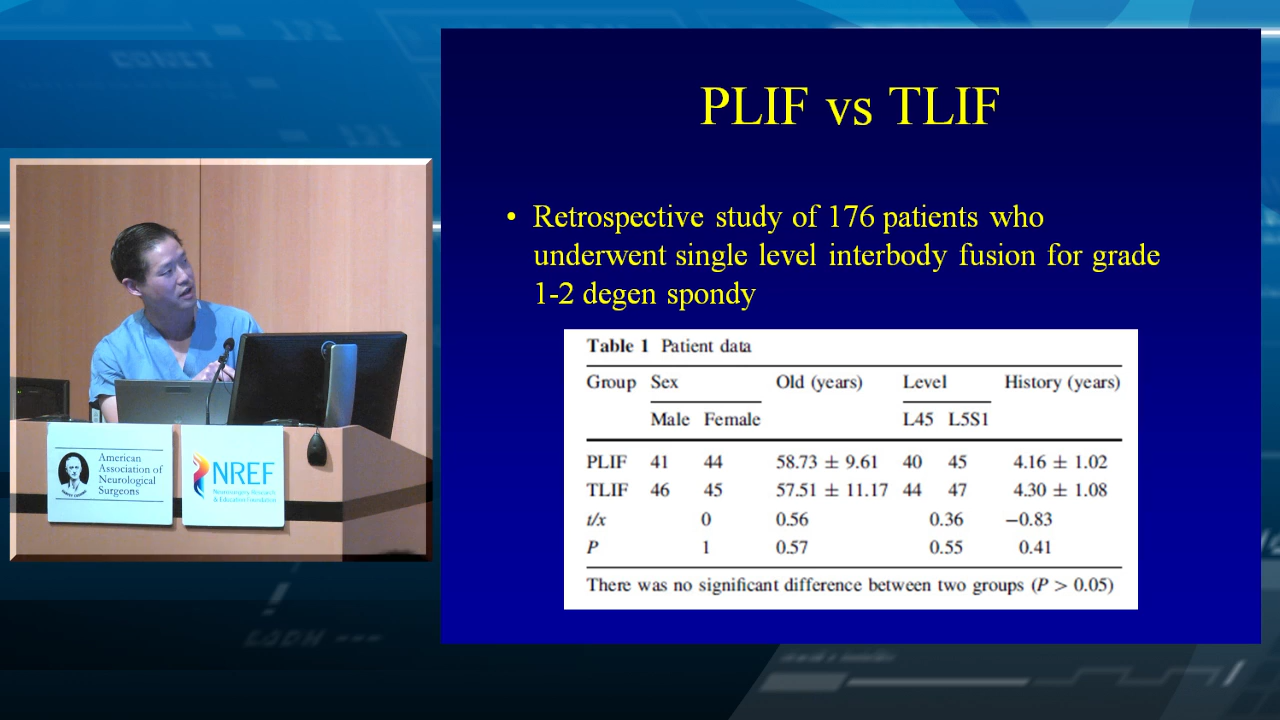 PLIF vs TLIF
• Retrospective study of 176 patients who
underwent single level interbody fusion for grade
1-2 degen spondy
Table 1 Patient data
Group Sex Old (years) Level History (years)
Male Female L45 L5S1
PLIF 41 44 58.73 ± 9.61 40 45 4.16 ± 1.02
TLIF 46 45 57.51 ± 11.17 44 47 4.30 ± 1.08
t/x 0 0.56 0.36 −0.83
P 1 0.57 0.55 0.41
There was no significant difference between two groups (P > 0.05)
American
Association of
Neurological
Surgeons
NREF
Neurosurgery Research
& Education Foundation